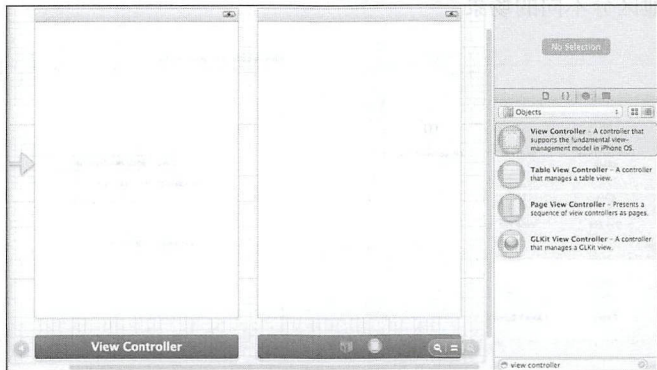 No Selection
Objects
View Controller – A controller that
supports the fundamental view-
management model in iPhone OS.
Table View Controller – A controller
that manages a table view.
Page View Controller – Presents a
sequence of view controllers as pages.
GLKit View Controller – A controller
that manages a GLKit view.
View Controller
view controller